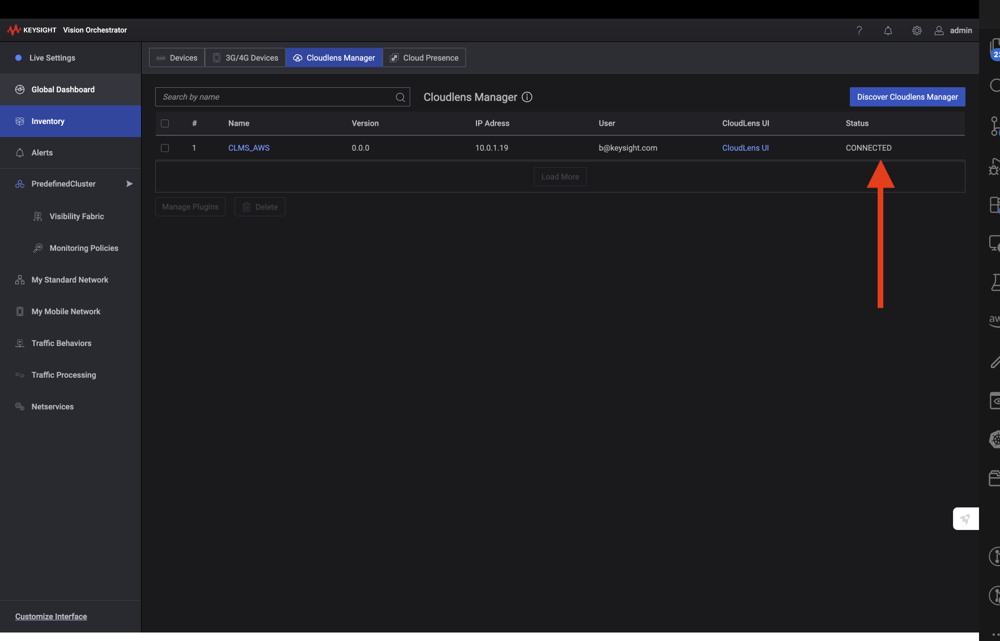 KEYSIGHT Vision Orchestrator
? admin
Live Settings
Global Dashboard
Inventory
Alerts
PredefinedCluster
Visibility Fabric
Monitoring Policies
My Standard Network
My Mobile Network
Traffic Behaviors
Traffic Processing
Netservices
Customize Interface
Devices
3G/4G Devices
Cloudlens Manager
Cloud Presence
Search by name
Cloudlens Manager
Discover Cloudlens Manager
# Name Version IP Adress User CloudLens UI Status
1 CLMS_AWS 0.0.0 10.0.1.19 b@keysight.com CloudLens UI CONNECTED
Load More
Manage Plugins
Delete